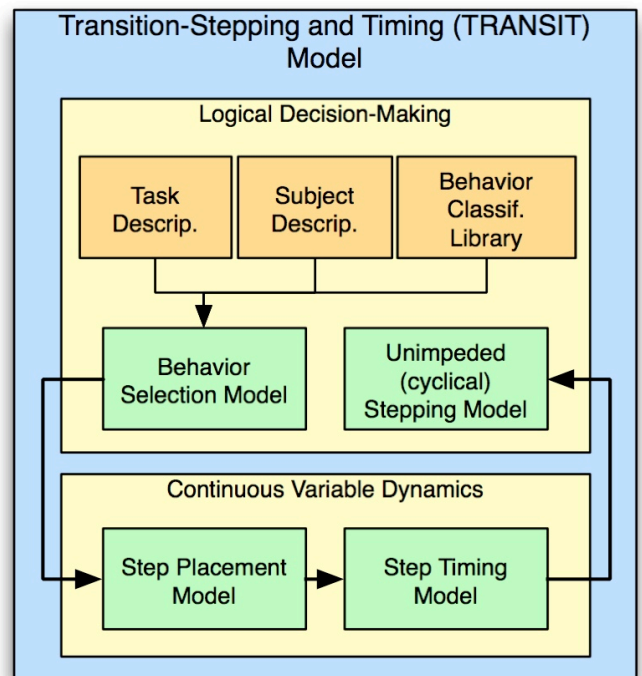 Transition-Stepping and Timing (TRANSIT)
Model
Logical Decision-Making
Task
Descrip.
Subject
Descrip.
Behavior
Classif.
Library
Behavior
Selection Model
Unimpeded
(cyclical)
Stepping Model
Continuous Variable Dynamics
Step Placement
Model
Step Timing
Model